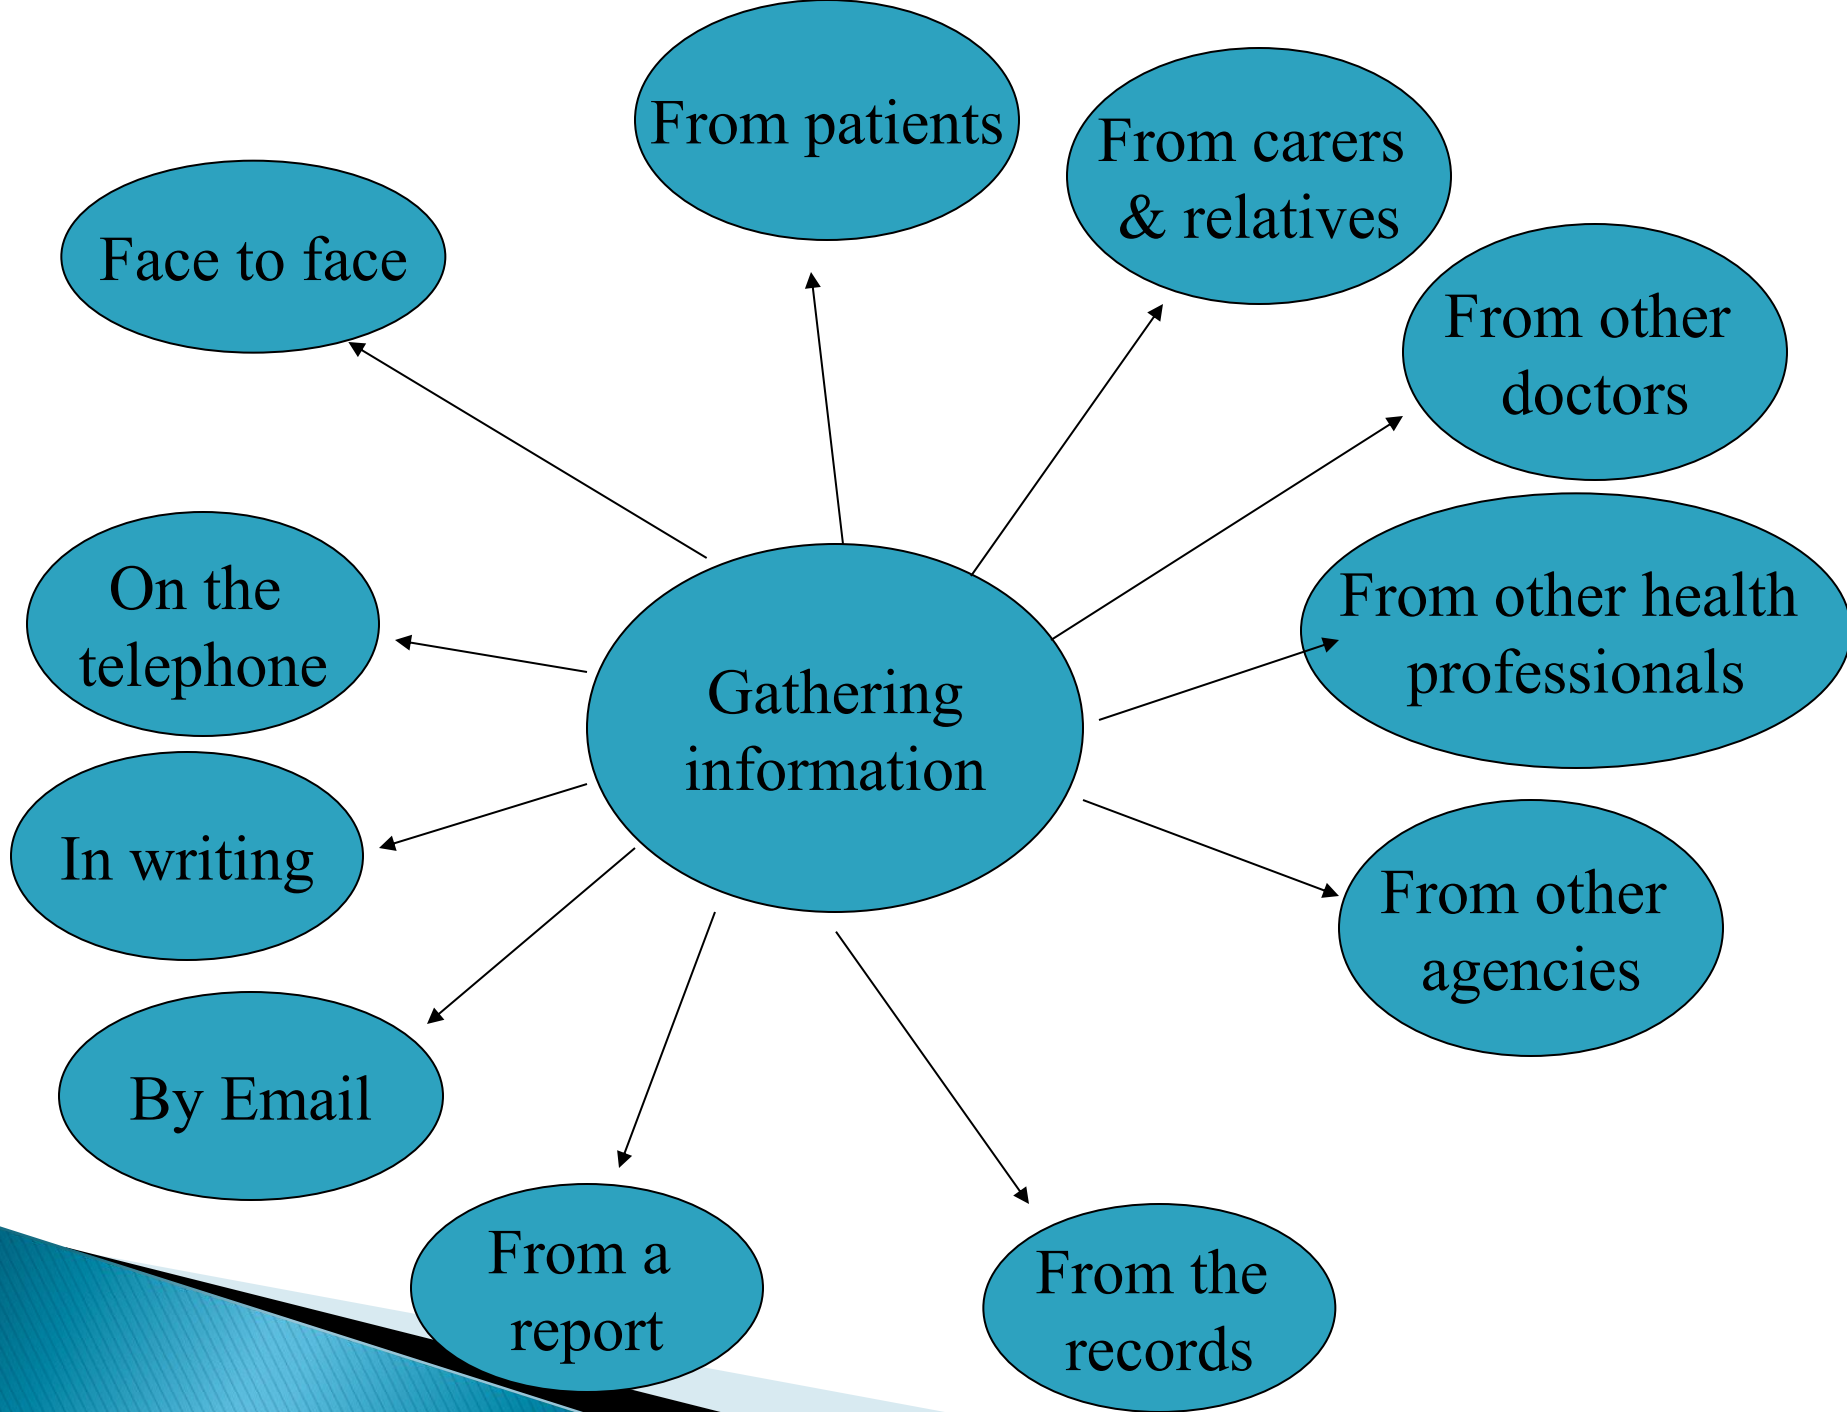 From patients
From carers
& relatives
Face to face
From other
doctors
On the
telephone
From other health
professionals
Gathering
information
In writing
From other
agencies
By Email
From a
report
From the
records